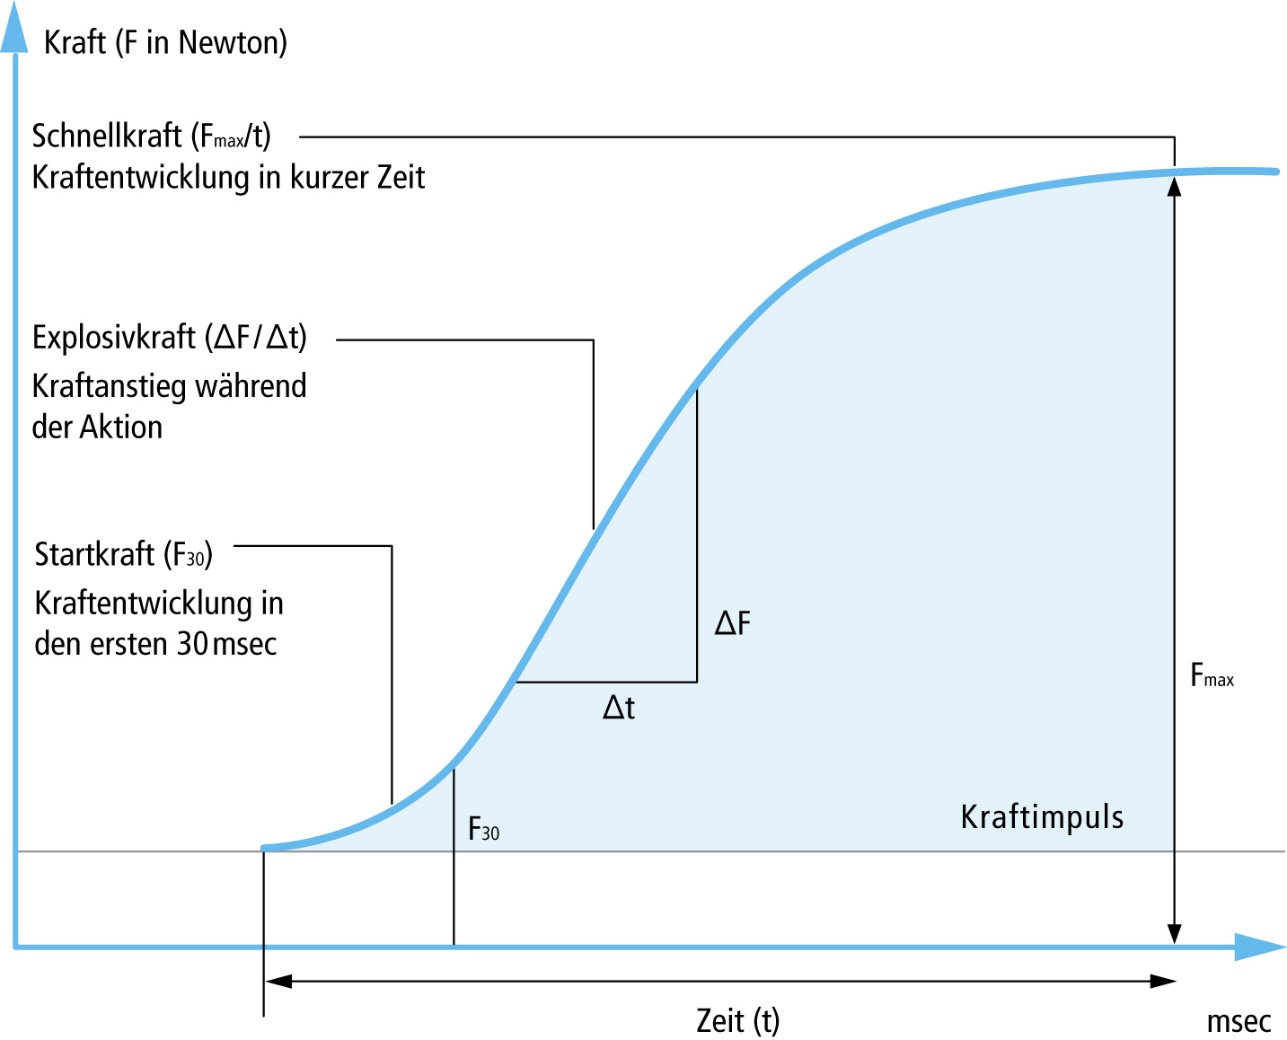 Kraft (F in Newton)
Schnellkraft (Fmax/t)
Kraftentwicklung in kurzer Zeit
Explosivkraft (ΔF/Δt)
Kraftanstieg während
der Aktion
Startkraft (F30)
Kraftentwicklung in
den ersten 30 msec
ΔF
Δt
Fmax
Kraftimpuls
F30
Zeit (t)
msec